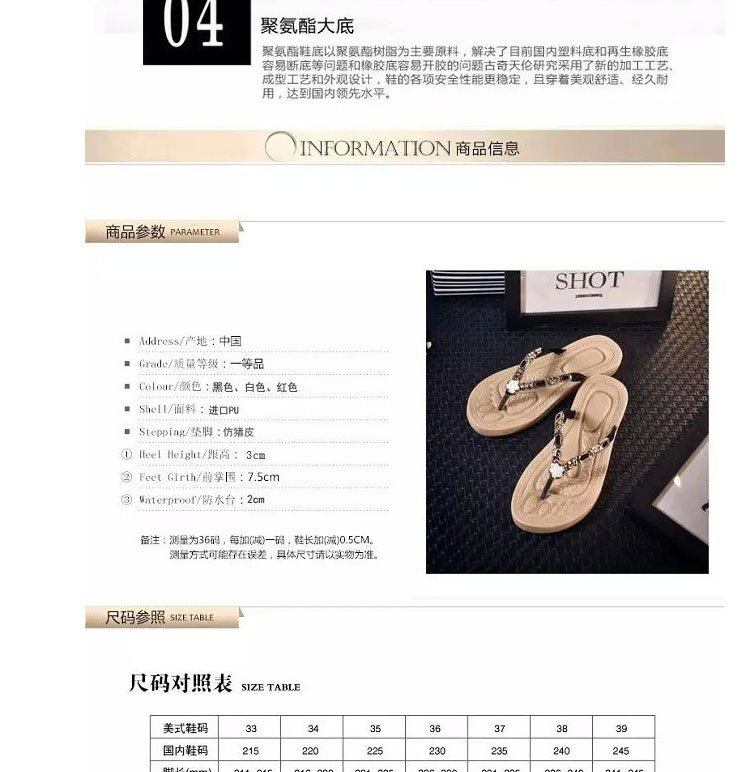 04
聚氨酯大底
聚氨酯鞋底以聚氨酯树脂为主要原料，解决了目前国内塑料底和再生橡胶底
容易断底等问题和橡胶底容易开胶的问题古奇天伦研究采用了新的加工工艺、
成型工艺和外观设计，鞋的各项安全性能更稳定，且穿着美观舒适、经久耐
用，达到国内领先水平。
INFORMATION 商品信息
商品参数 PARAMETER
SHOT
Address/产地：中国
Grade/质量等级：一等品
Colour/颜色：黑色、白色、红色
Shell/面料：进口PU
Stepping/垫脚：仿猪皮
① Heel Height/跟高： 3cm
② Feet Girth/前掌围：7.5cm
③ Waterproof/防水台：2cm
备注：测量为36码，每加(减)一码，鞋长加(减)0.5CM。
测量方式可能存在误差，具体尺寸请以实物为准。
尺码参照 SIZE TABLE
尺码对照表 SIZE TABLE
美式鞋码 33 34 35 36 37 38 39
国内鞋码 215 220 225 230 235 240 245
脚长(mm)